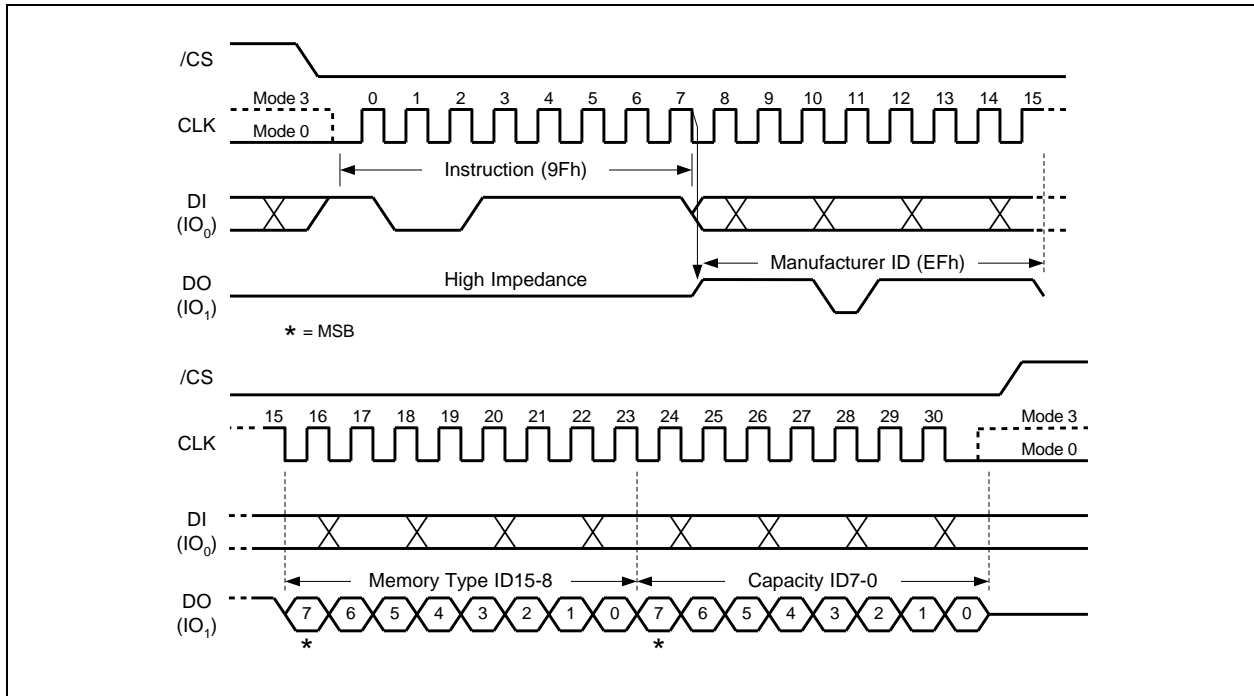 /CS
Mode 3 0 1 2 3 4 5 6 7 8 9 10 11 12 13 14 15
CLK
Mode 0
Instruction (9Fh)
DI
(IO0)
Manufacturer ID (EFh)
High Impedance
DO
(IO1)
* = MSB
/CS
15 16 17 18 19 20 21 22 23 24 25 26 27 28 29 30 Mode 3
CLK
Mode 0
DI
(IO0)
Memory Type ID15-8 Capacity ID7-0
DO 7 6 5 4 3 2 1 0 7 6 5 4 3 2 1 0
(IO1)
* *